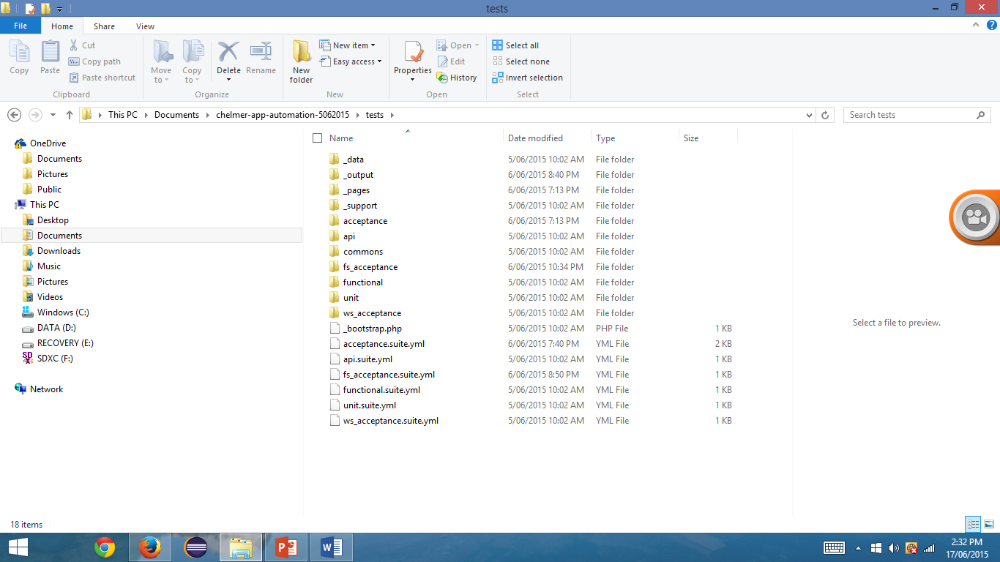 tests
File Home Share View
Copy
Paste
Cut
Copy path
Paste shortcut
Clipboard
Move to
Copy to
Delete
Rename
Organize
New folder
New item
Easy access
New
Properties
Open
Edit
History
Open
Select all
Select none
Invert selection
Select
This PC Documents chelmer-app-automation-5062015 tests
Search tests
OneDrive
Documents
Pictures
Public
This PC
Desktop
Documents
Downloads
Music
Pictures
Videos
Windows (C:)
DATA (D:)
RECOVERY (E:)
SDXC (F:)
Network
Name Date modified Type Size
_data 5/06/2015 10:02 AM File folder
_output 6/06/2015 8:40 PM File folder
_pages 6/06/2015 7:13 PM File folder
_support 5/06/2015 10:02 AM File folder
acceptance 6/06/2015 7:13 PM File folder
api 5/06/2015 10:02 AM File folder
commons 5/06/2015 10:02 AM File folder
fs_acceptance 6/06/2015 10:34 PM File folder
functional 5/06/2015 10:02 AM File folder
unit 5/06/2015 10:02 AM File folder
ws_acceptance 5/06/2015 10:02 AM File folder
_bootstrap.php 5/06/2015 10:02 AM PHP File 1 KB
acceptance.suite.yml 6/06/2015 7:40 PM YML File 2 KB
api.suite.yml 5/06/2015 10:02 AM YML File 1 KB
fs_acceptance.suite.yml 6/06/2015 8:50 PM YML File 1 KB
functional.suite.yml 5/06/2015 10:02 AM YML File 1 KB
unit.suite.yml 5/06/2015 10:02 AM YML File 1 KB
ws_acceptance.suite.yml 5/06/2015 10:02 AM YML File 1 KB
Select a file to preview.
18 items
2:32 PM
17/06/2015